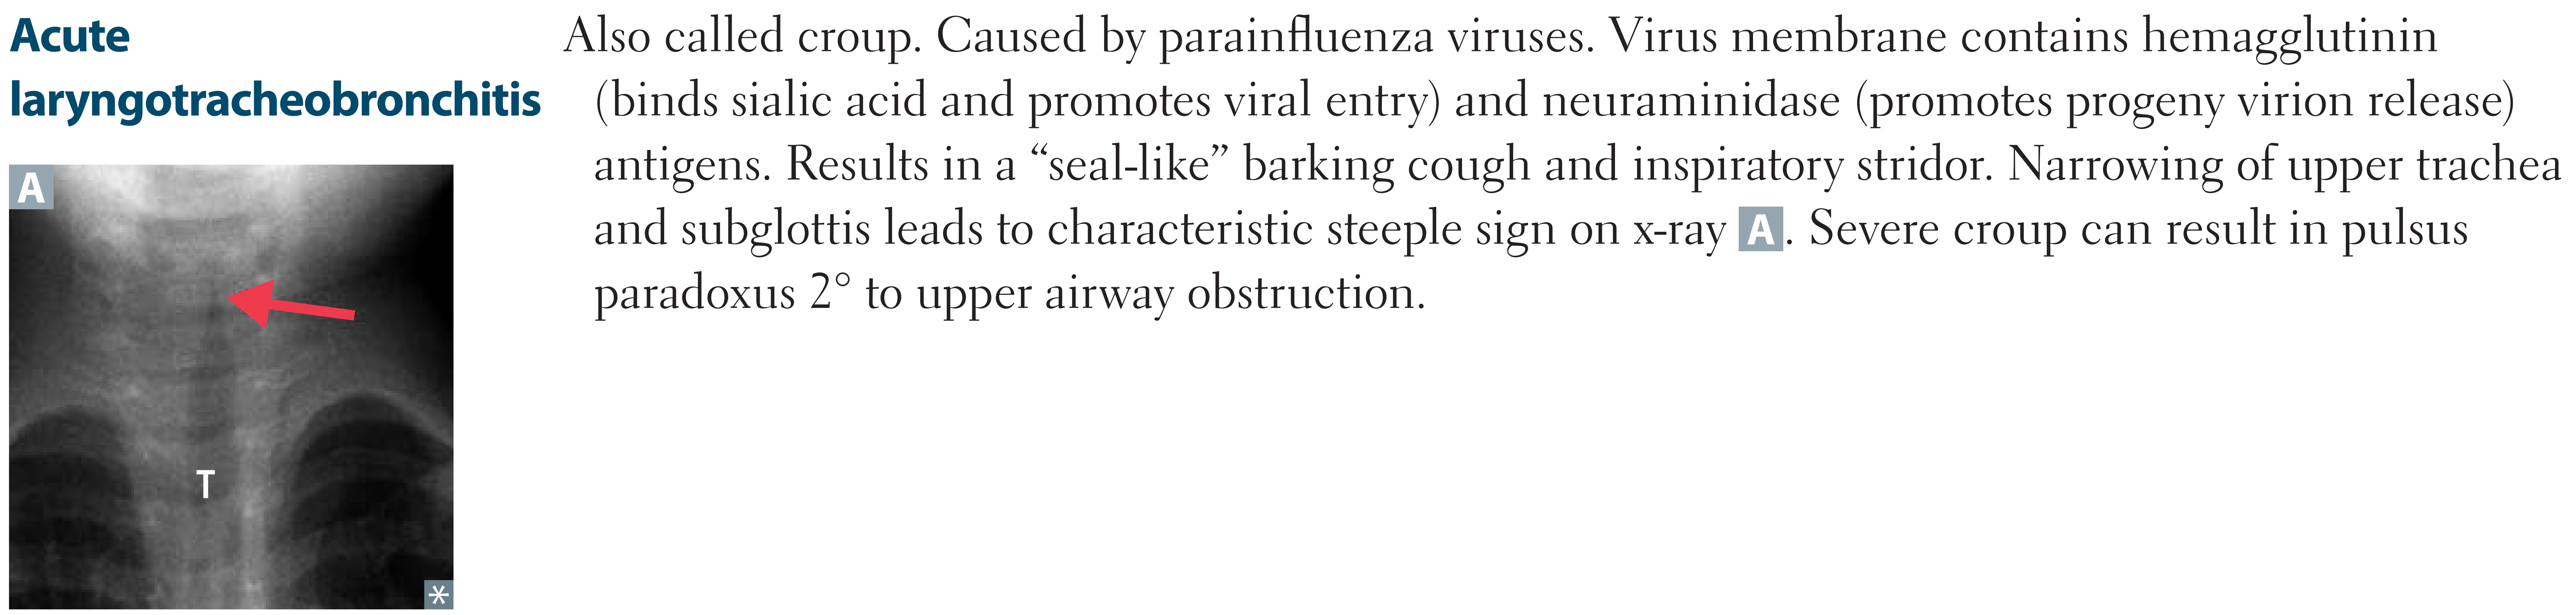 Acute
laryngotracheobronchitis
A
T
*
Also called croup. Caused by parainfluenza viruses. Virus membrane contains hemagglutinin
(binds sialic acid and promotes viral entry) and neuraminidase (promotes progeny virion release)
antigens. Results in a “seal-like” barking cough and inspiratory stridor. Narrowing of upper trachea
and subglottis leads to characteristic steeple sign on x-ray A. Severe croup can result in pulsus
paradoxus 2° to upper airway obstruction.